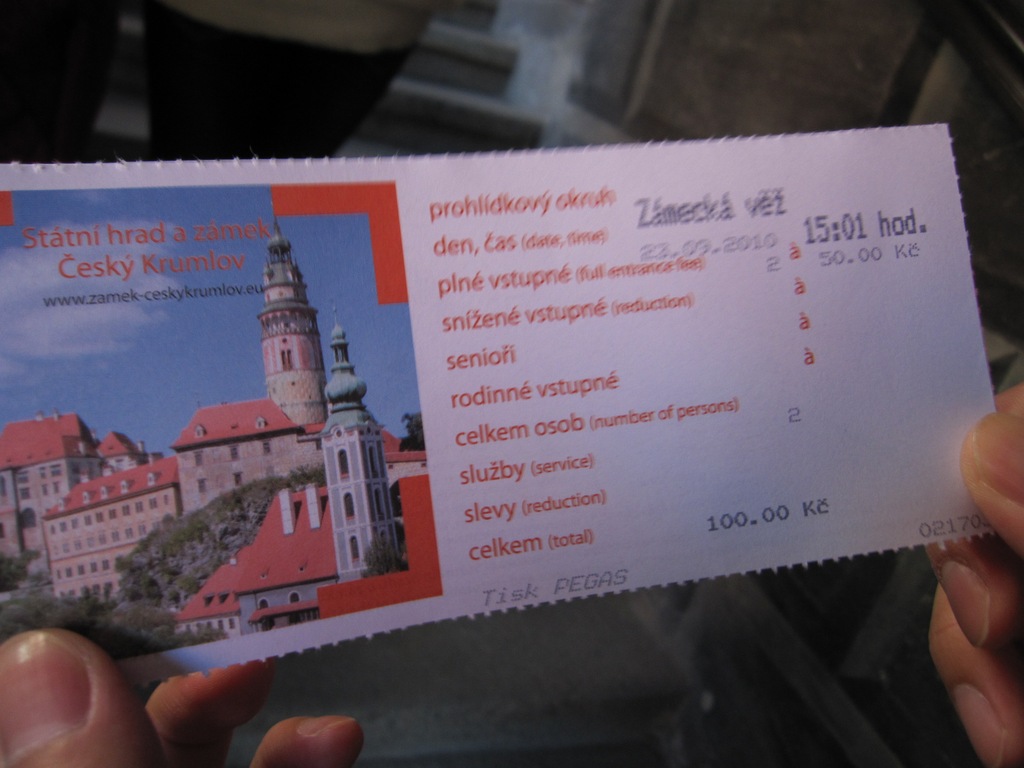 Státní hrad a zámek
Český Krumlov
www.zamek-ceskykrumlov.eu
prohlídkový okruh Zámecká věž
den, čas (date, time) 23.09.2010 15:01 hod.
plné vstupné (full entrance fee) 2 à 50.00 Kč
snížené vstupné (reduction) à
senioři à
rodinné vstupné à
celkem osob (number of persons) 2
služby (service)
slevy (reduction)
celkem (total) 100.00 Kč
Tisk PEGAS